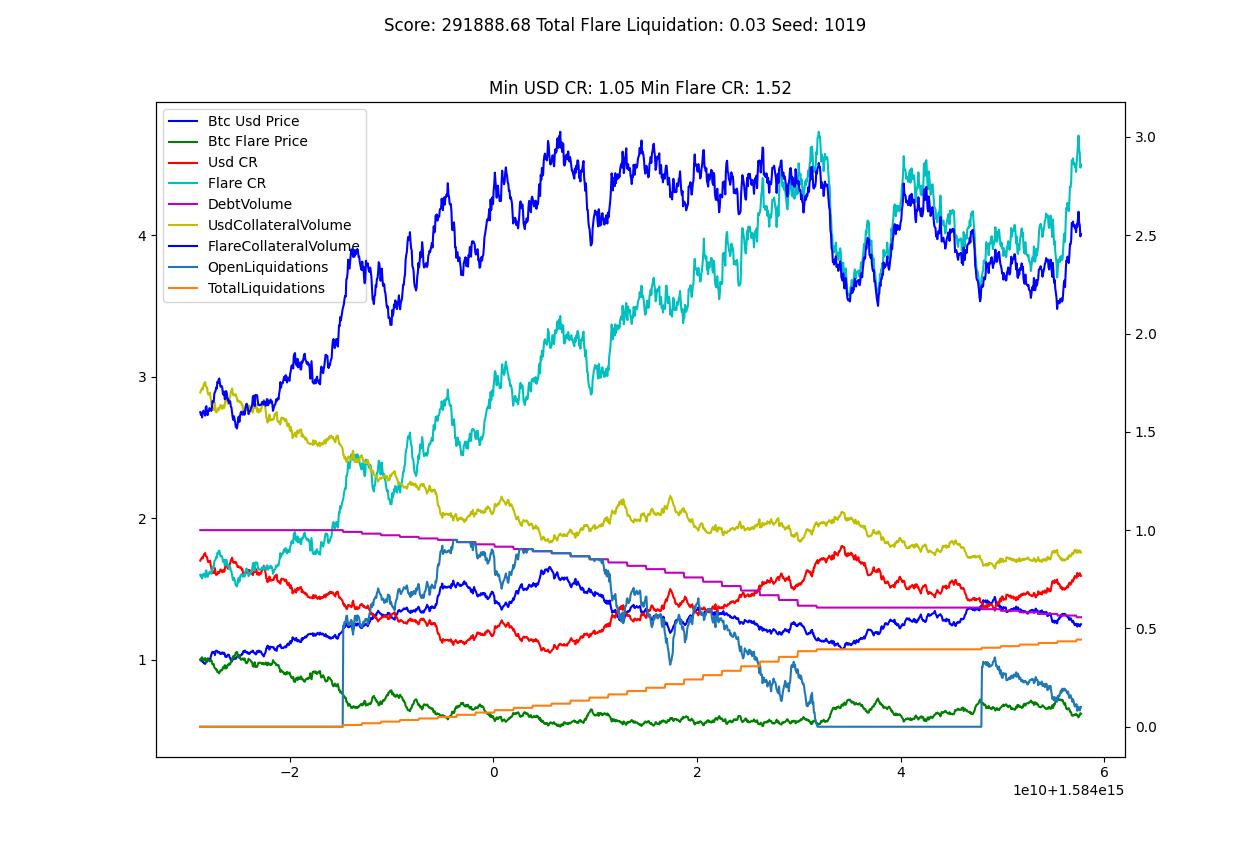 Score: 291888.68 Total Flare Liquidation: 0.03 Seed: 1019
Min USD CR: 1.05 Min Flare CR: 1.52
Btc Usd Price
Btc Flare Price
Usd CR
Flare CR
DebtVolume
UsdCollateralVolume
FlareCollateralVolume
OpenLiquidations
TotalLiquidations
4
3
2
1
3.0
2.5
2.0
1.5
1.0
0.5
0.0
−2 0 2 4 6
1e10+1.584e15